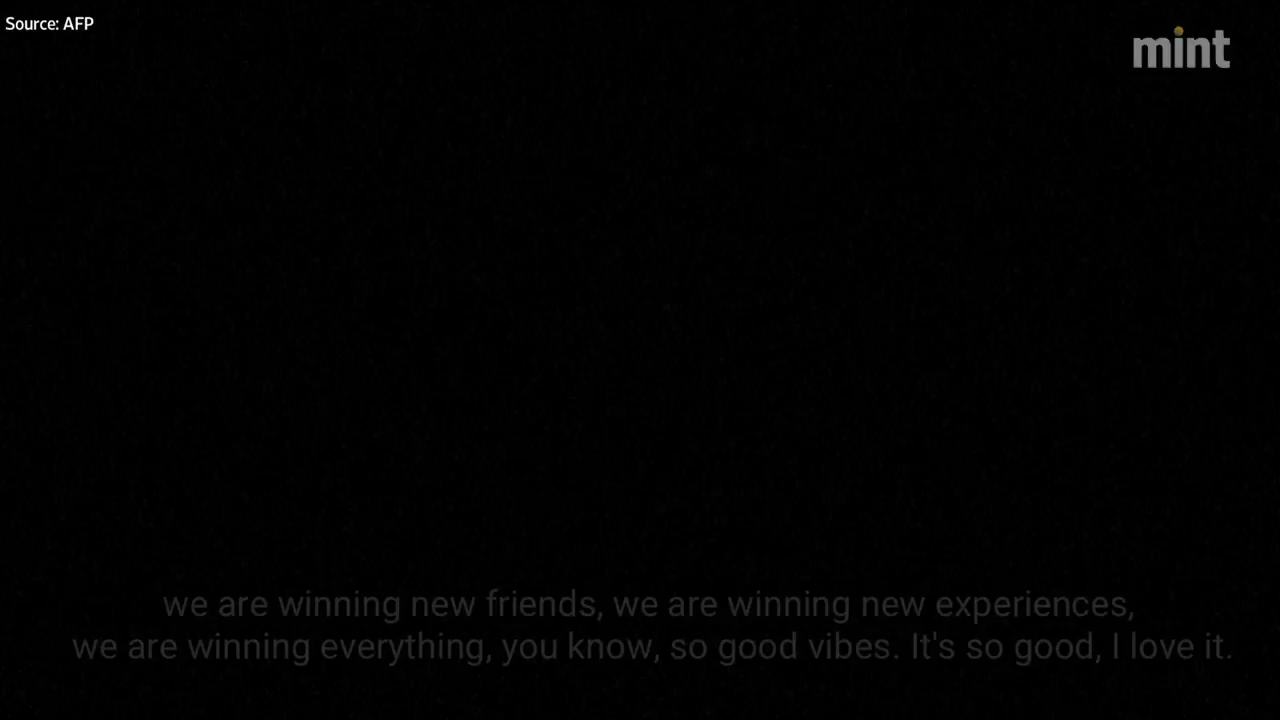 Source: AFP
mint
we are winning new friends, we are winning new experiences,
we are winning everything, you know, so good vibes. It's so good, I love it.